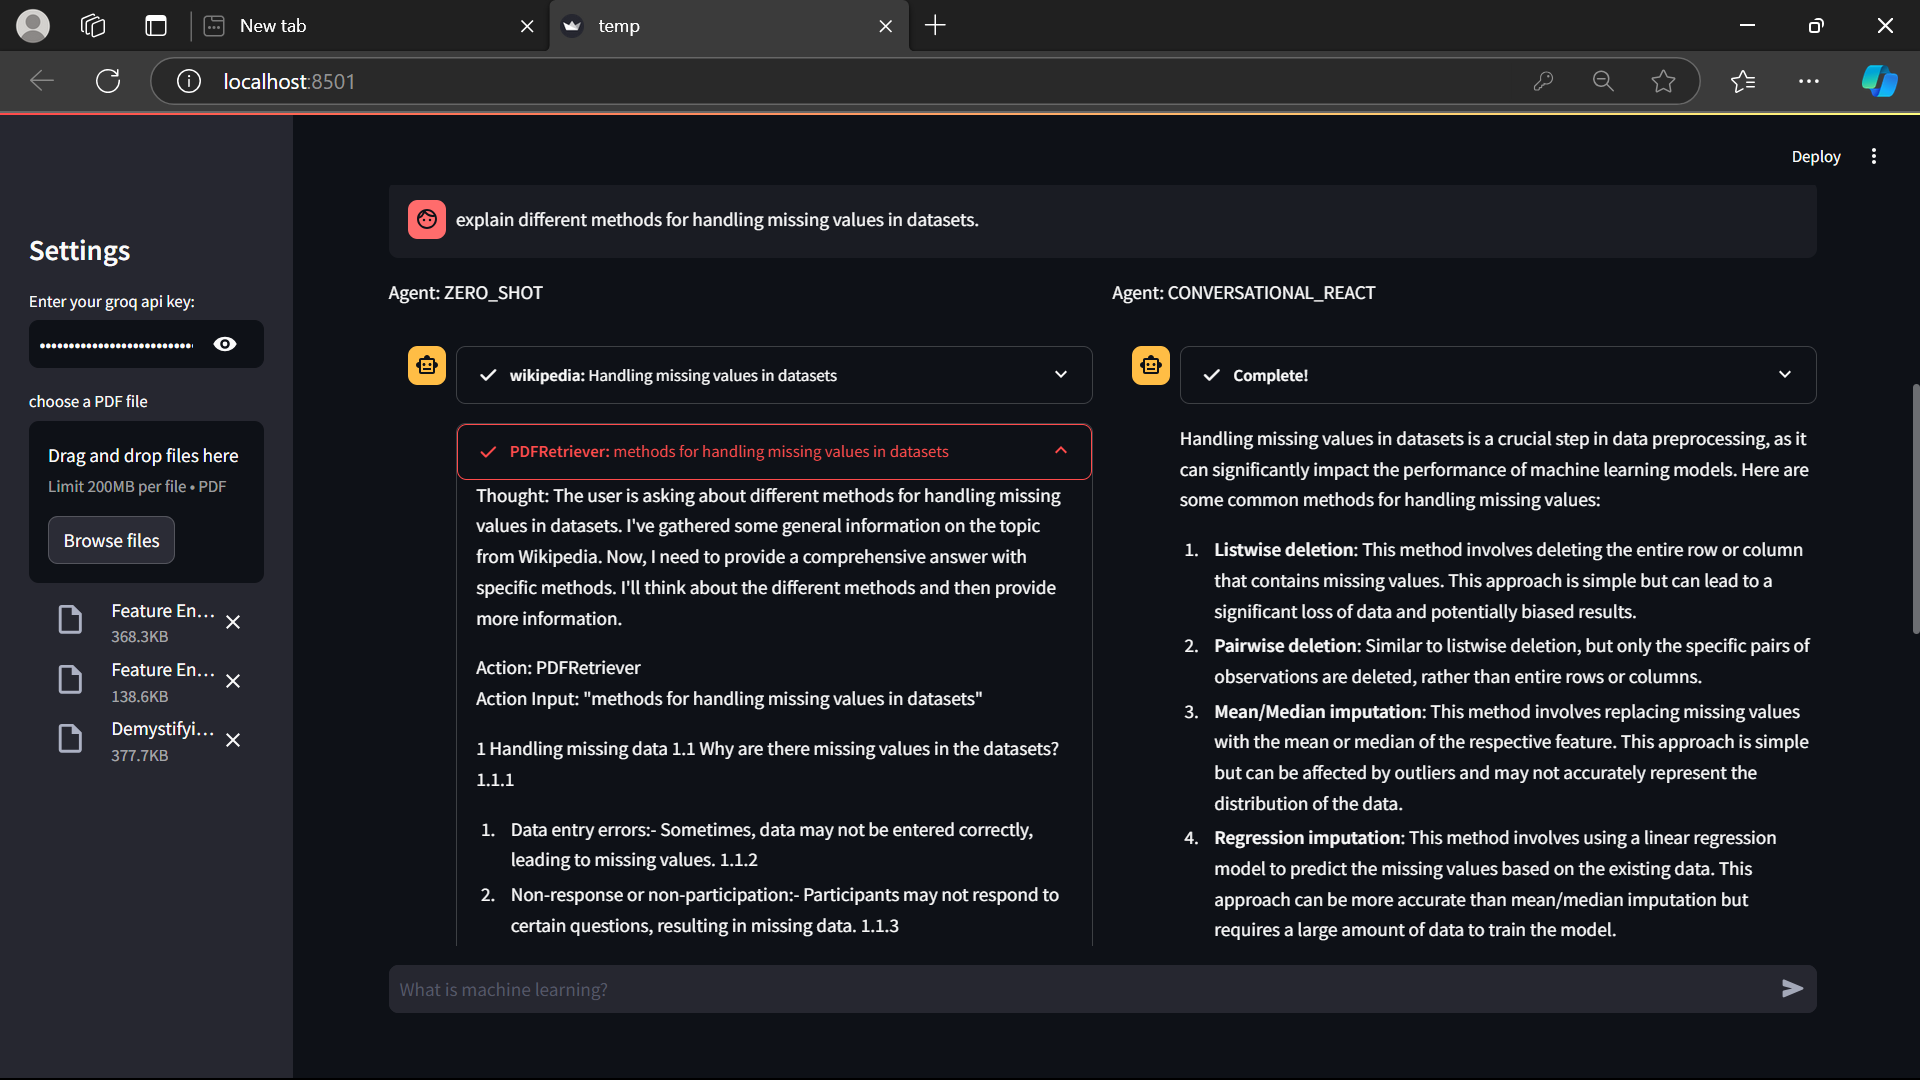 New tab
temp
localhost:8501
Deploy
Settings
Enter your groq api key:
choose a PDF file
Drag and drop files here
Limit 200MB per file • PDF
Browse files
Feature En...
368.3KB
Feature En...
138.6KB
Demystifyi...
377.7KB
explain different methods for handling missing values in datasets.
Agent: ZERO_SHOT
wikipedia: Handling missing values in datasets
PDFRetriever: methods for handling missing values in datasets
Thought: The user is asking about different methods for handling missing
values in datasets. I've gathered some general information on the topic
from Wikipedia. Now, I need to provide a comprehensive answer with
specific methods. I'll think about the different methods and then provide
more information.
Action: PDFRetriever
Action Input: "methods for handling missing values in datasets"
1 Handling missing data 1.1 Why are there missing values in the datasets?
1.1.1
1. Data entry errors:- Sometimes, data may not be entered correctly,
leading to missing values. 1.1.2
2. Non-response or non-participation:- Participants may not respond to
certain questions, resulting in missing data. 1.1.3
Agent: CONVERSATIONAL_REACT
Complete!
Handling missing values in datasets is a crucial step in data preprocessing, as it
can significantly impact the performance of machine learning models. Here are
some common methods for handling missing values:
1. Listwise deletion: This method involves deleting the entire row or column
that contains missing values. This approach is simple but can lead to a
significant loss of data and potentially biased results.
2. Pairwise deletion: Similar to listwise deletion, but only the specific pairs of
observations are deleted, rather than entire rows or columns.
3. Mean/Median imputation: This method involves replacing missing values
with the mean or median of the respective feature. This approach is simple
but can be affected by outliers and may not accurately represent the
distribution of the data.
4. Regression imputation: This method involves using a linear regression
model to predict the missing values based on the existing data. This
approach can be more accurate than mean/median imputation but
requires a large amount of data to train the model.
What is machine learning?